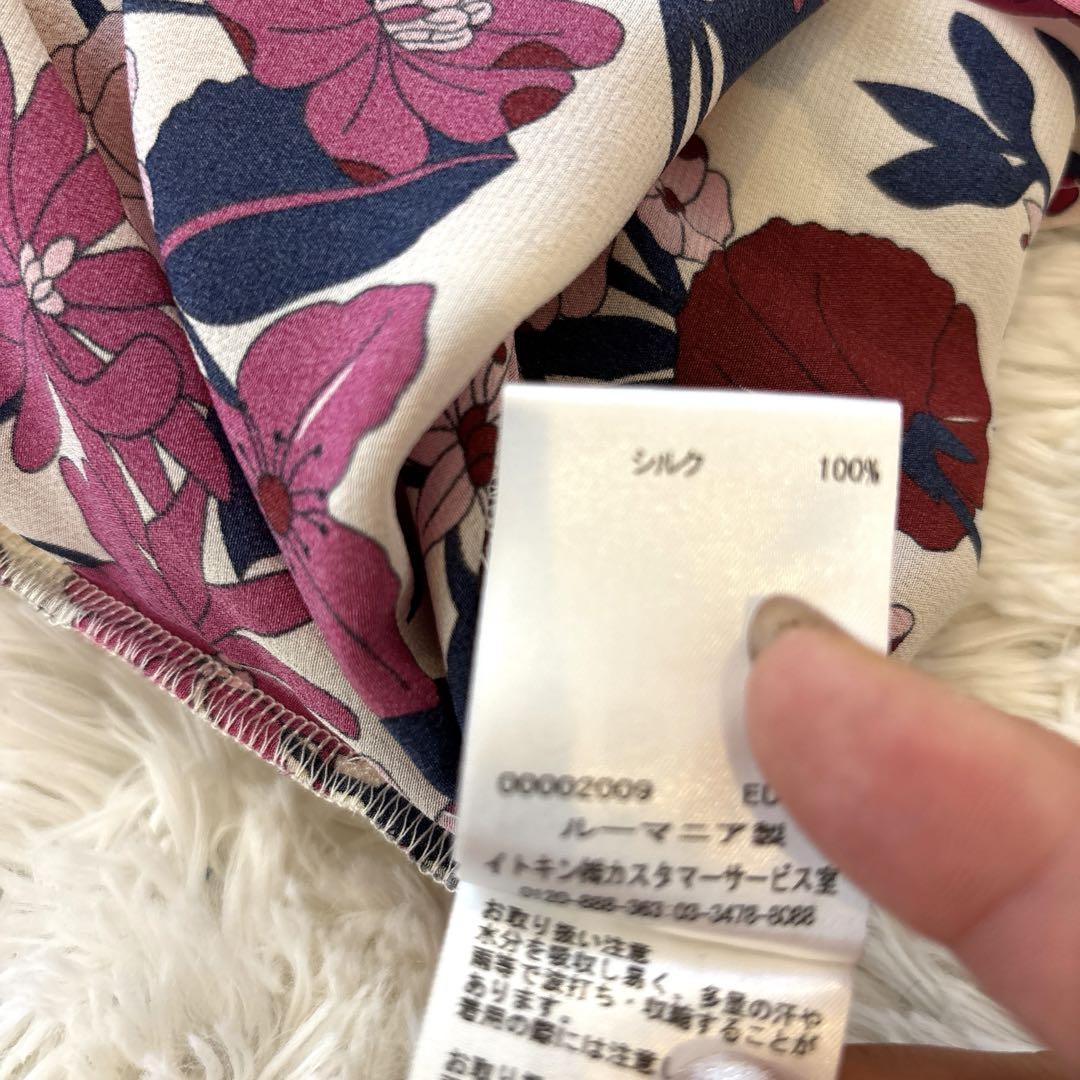 シルク 100%
00002009
ルーマニア製
イトキン㈱カスタマーサービス室
0120-888-363 03-3478-8088
お取り扱い注意
水分を吸収し易く、多量の汗や
雨等で波打ち・収縮することが
あります。
着用の際には注意
お取り